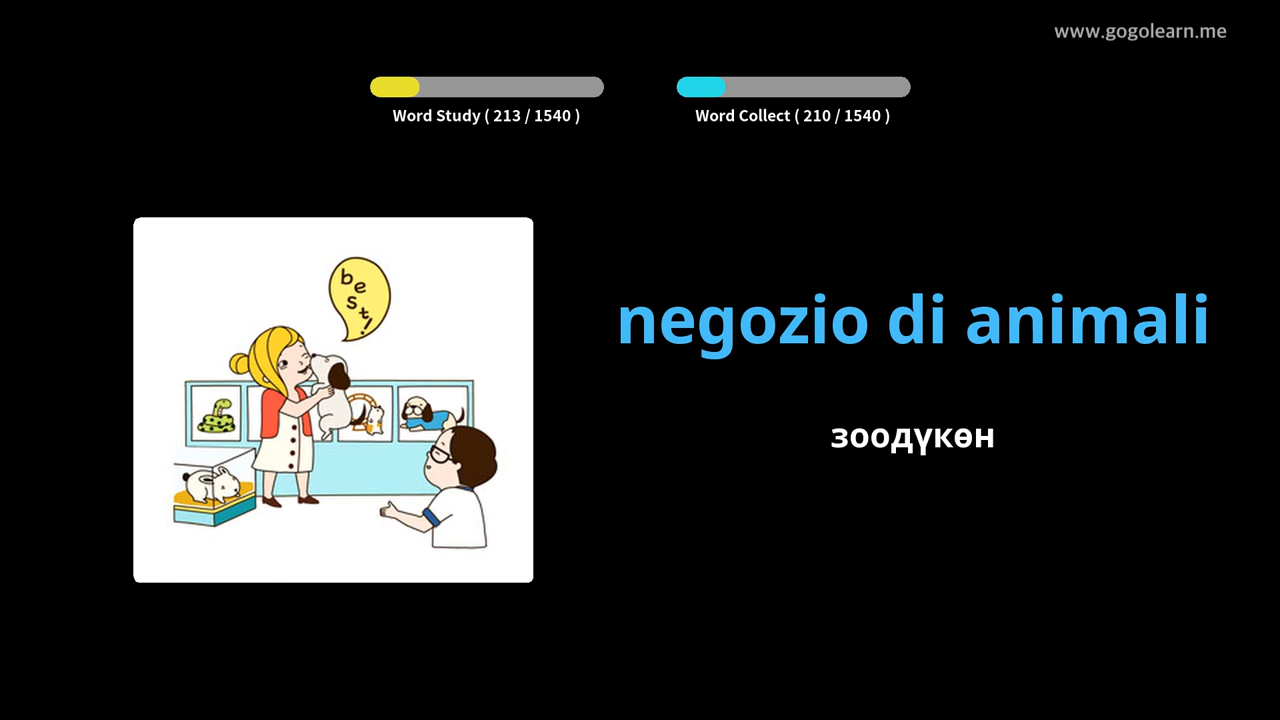 www.gogolearn.me
Word Study ( 213 / 1540 )
Word Collect ( 210 / 1540 )
best!
negozio di animali
зоодүкөн